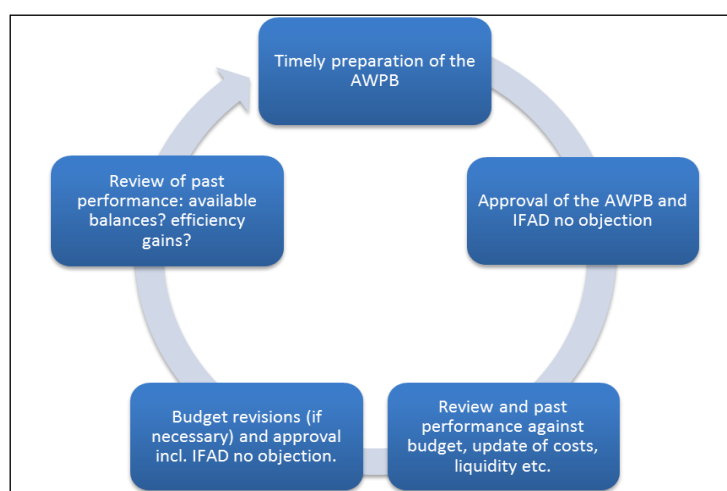 Timely preparation of the
AWPB
Approval of the AWPB and
IFAD no objection
Review and past
performance against
budget, update of costs,
liquidity etc.
Budget revisions (if
necessary) and approval
incl. IFAD no objection.
Review of past
performance: available
balances? efficiency
gains?